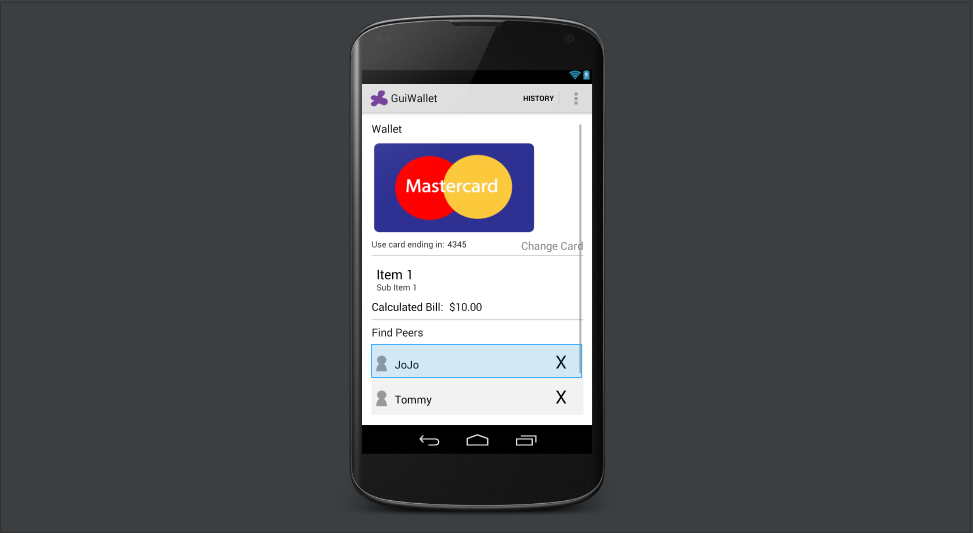 GuiWallet HISTORY
Wallet
Mastercard
Use card ending in: 4345 Change Card
Item 1
Sub Item 1
Calculated Bill: $10.00
Find Peers
JoJo X
Tommy X